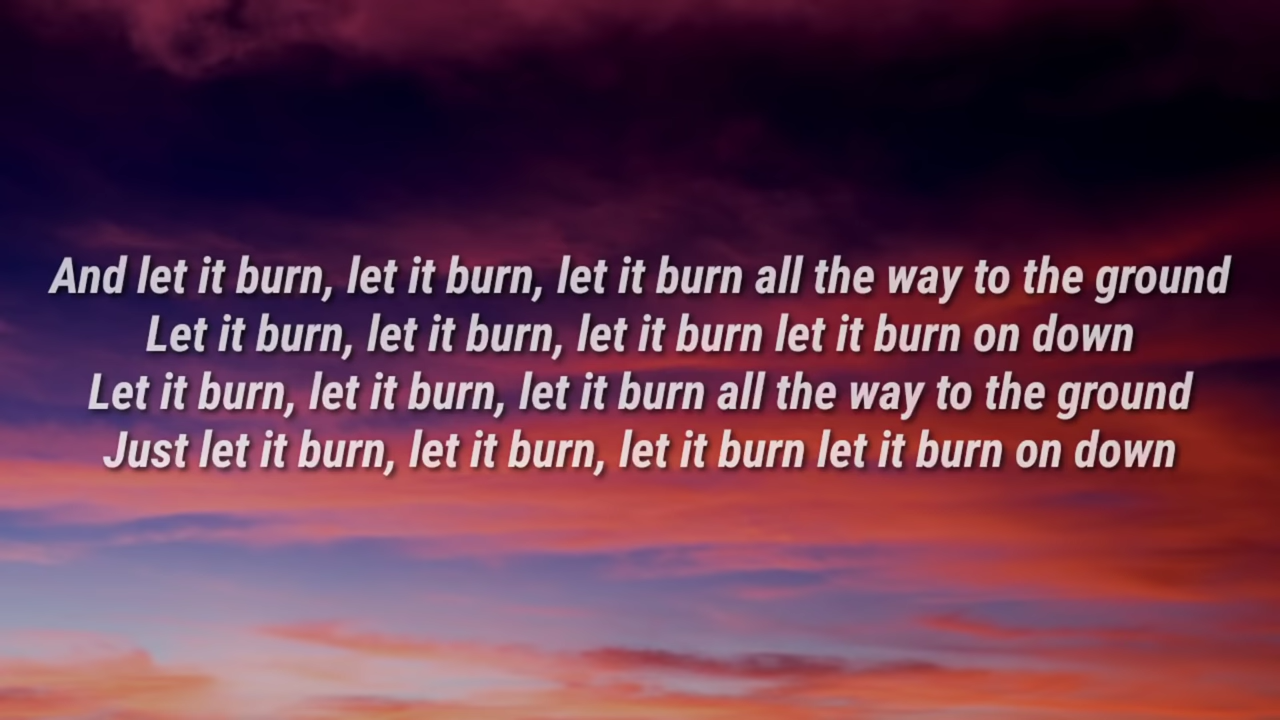 And let it burn, let it burn, let it burn all the way to the ground
Let it burn, let it burn, let it burn let it burn on down
Let it burn, let it burn, let it burn all the way to the ground
Just let it burn, let it burn, let it burn let it burn on down